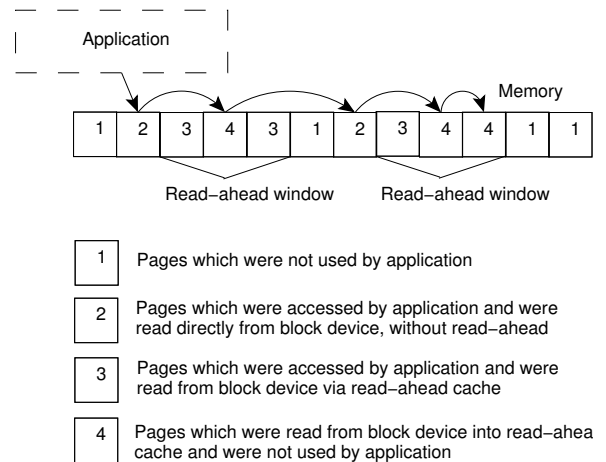 Application
Memory
1 2 3 4 3 1 2 3 4 4 1 1
Read−ahead window Read−ahead window
1 Pages which were not used by application
2 Pages which were accessed by application and were
read directly from block device, without read−ahead
3 Pages which were accessed by application and were
read from block device via read−ahead cache
4 Pages which were read from block device into read−ahea
cache and were not used by application